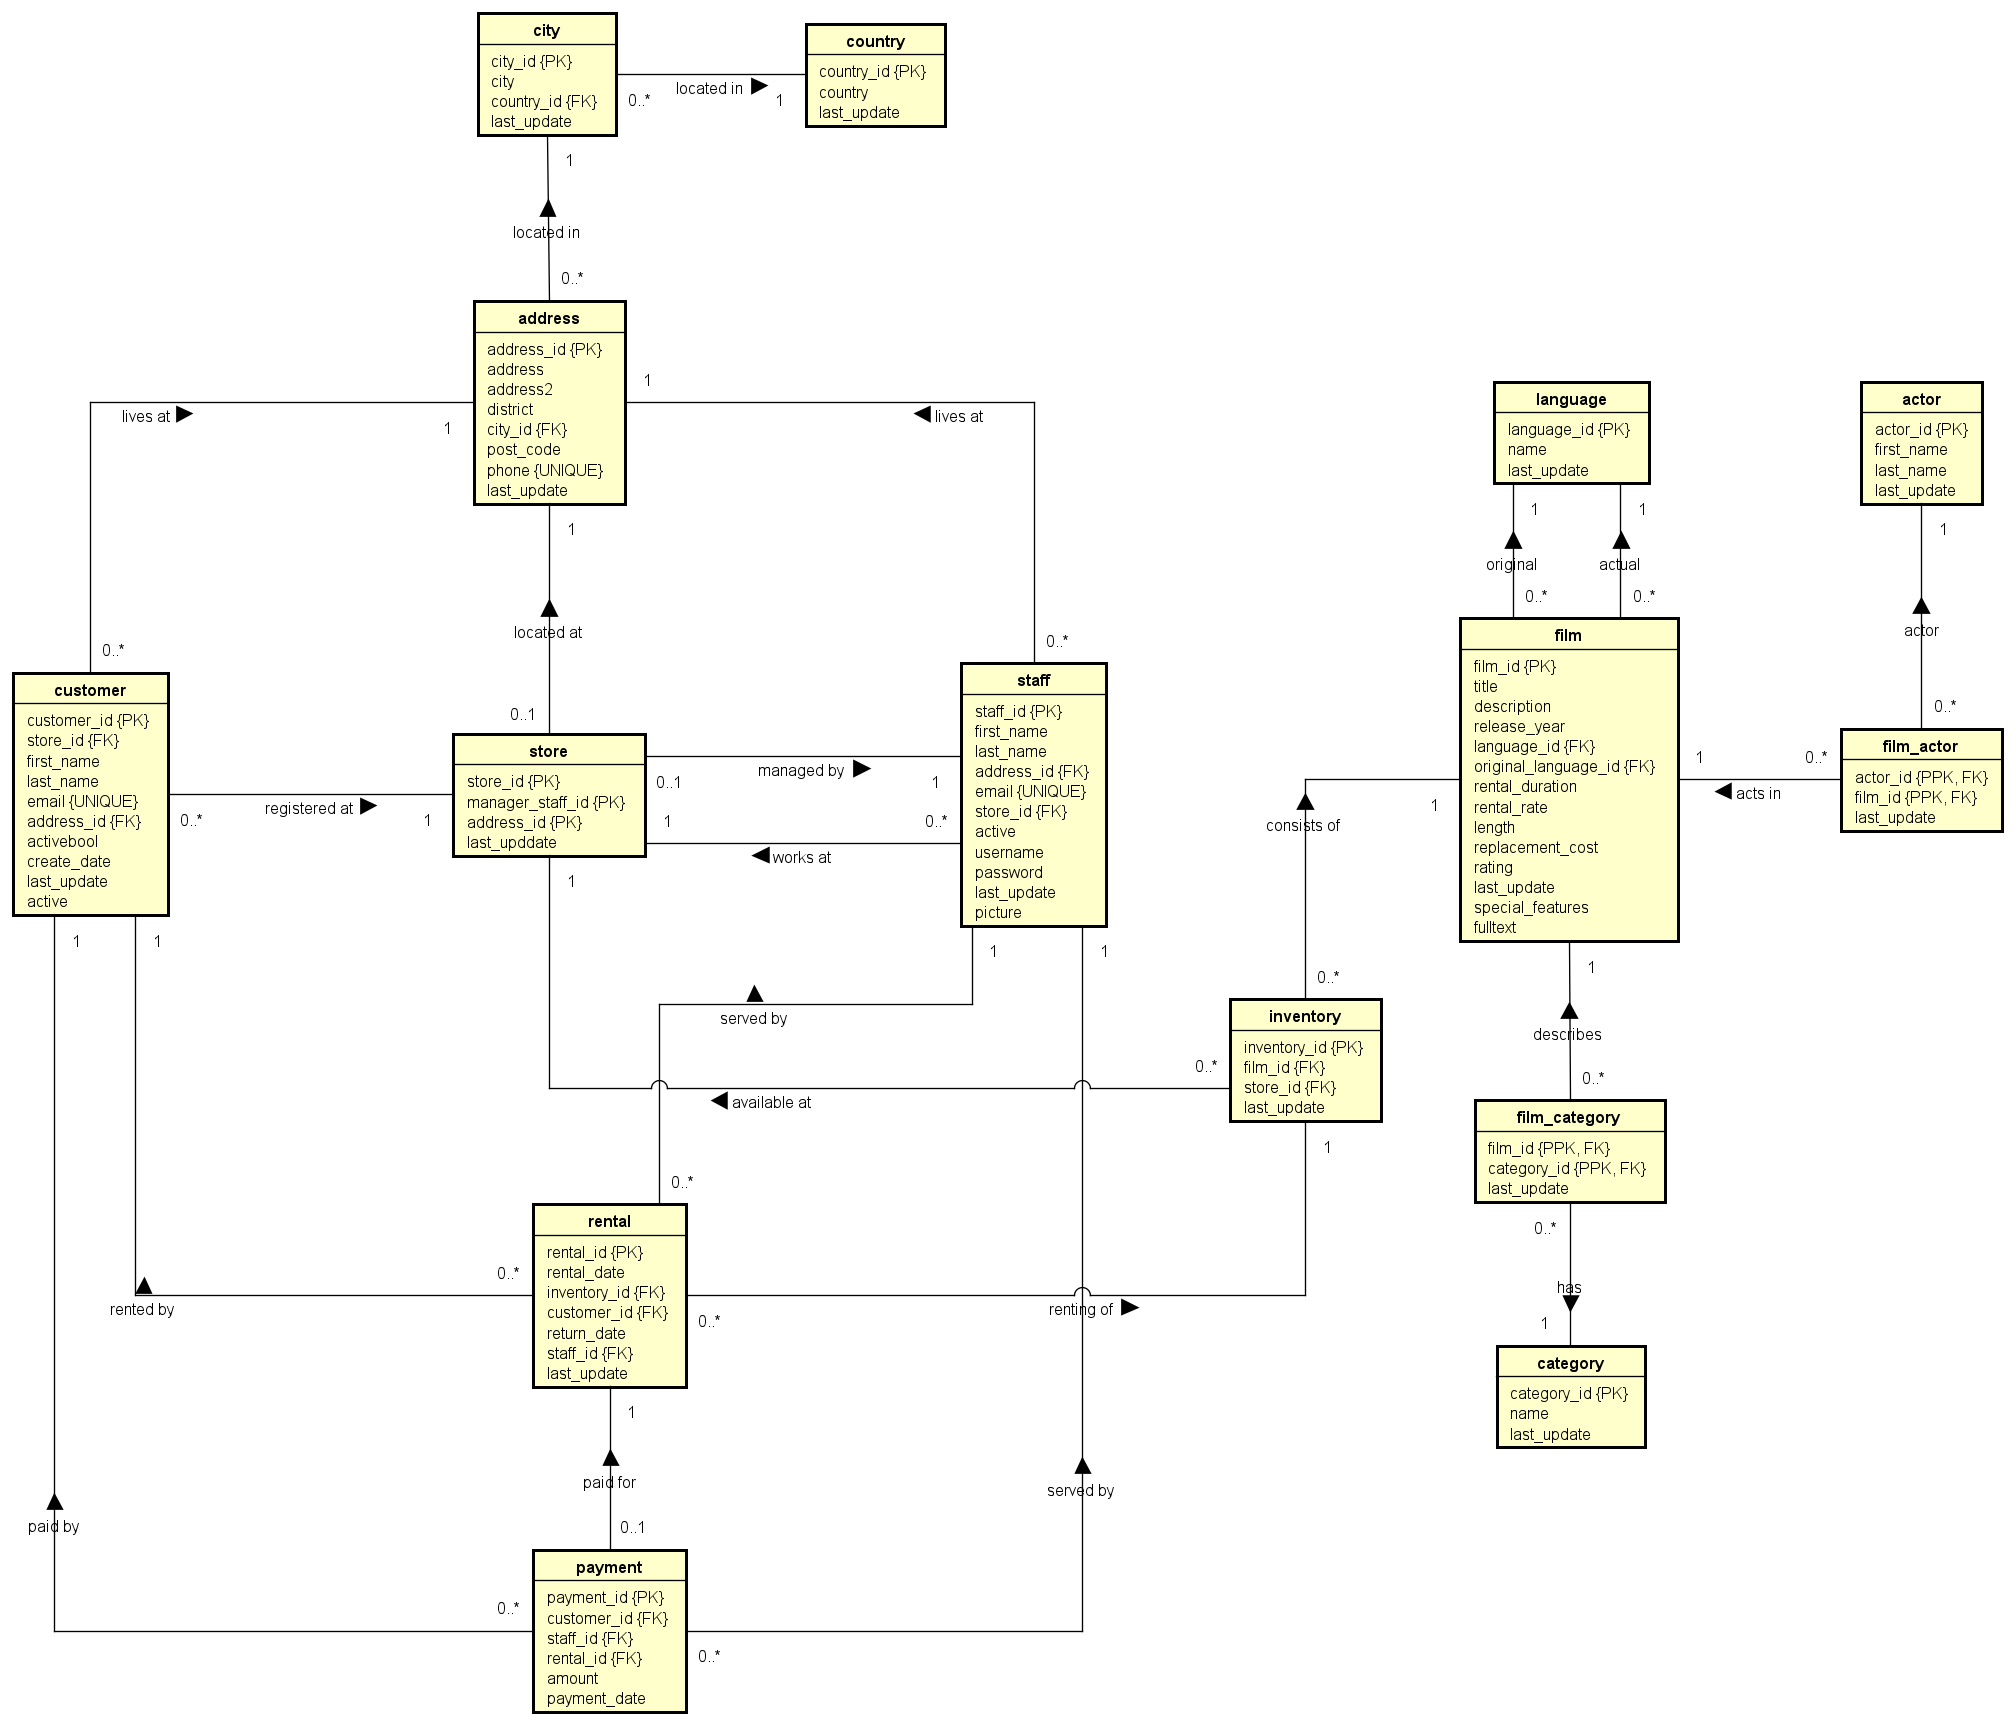 city
city_id {PK}
city
country_id {FK}
last_update
country
country_id {PK}
country
last_update
located in
0..*
1
1
located in
0..*
address
address_id {PK}
address
address2
district
city_id {FK}
post_code
phone {UNIQUE}
last_update
1
lives at
1
lives at
1
located at
0..1
0..*
0..*
customer
customer_id {PK}
store_id {FK}
first_name
last_name
email {UNIQUE}
address_id {FK}
activebool
create_date
last_update
active
registered at
0..*
1
store
store_id {PK}
manager_staff_id {PK}
address_id {PK}
last_upddate
managed by
0..1
1
1
0..*
works at
staff
staff_id {PK}
first_name
last_name
address_id {FK}
email {UNIQUE}
store_id {FK}
active
username
password
last_update
picture
language
language_id {PK}
name
last_update
1
1
original
actual
0..*
0..*
actor
actor_id {PK}
first_name
last_name
last_update
1
actor
0..*
film
film_id {PK}
title
description
release_year
language_id {FK}
original_language_id {FK}
rental_duration
rental_rate
length
replacement_cost
rating
last_update
special_features
fulltext
1
0..*
acts in
film_actor
actor_id {PPK, FK}
film_id {PPK, FK}
last_update
1
consists of
0..*
1
1
1
1
1
served by
inventory
inventory_id {PK}
film_id {FK}
store_id {FK}
last_update
0..*
available at
1
1
describes
0..*
film_category
film_id {PPK, FK}
category_id {PPK, FK}
last_update
0..*
has
1
category
category_id {PK}
name
last_update
0..*
rental
rental_id {PK}
rental_date
inventory_id {FK}
customer_id {FK}
return_date
staff_id {FK}
last_update
0..*
rented by
renting of
0..*
1
paid for
0..1
paid by
served by
payment
payment_id {PK}
customer_id {FK}
staff_id {FK}
rental_id {FK}
amount
payment_date
0..*
0..*